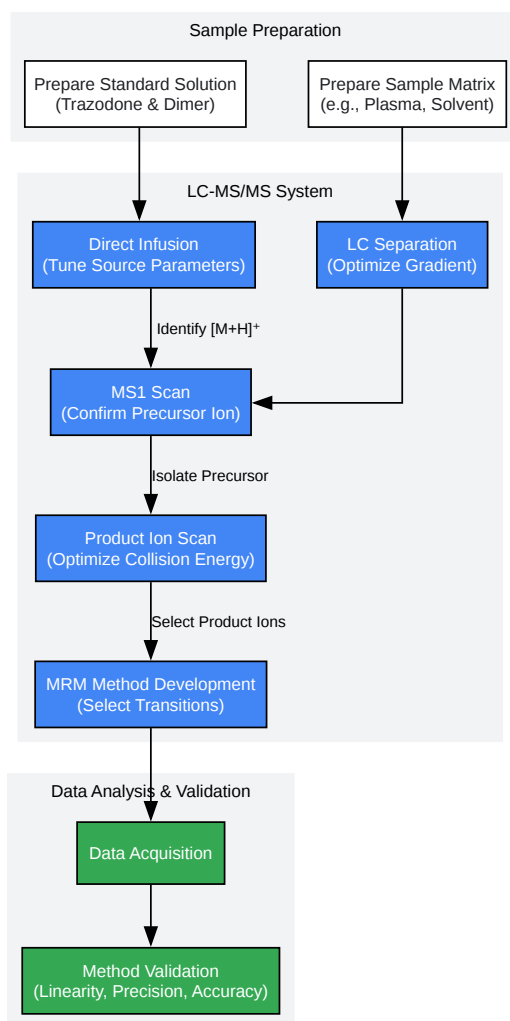 Sample Preparation
Prepare Standard Solution
(Trazodone & Dimer)
Prepare Sample Matrix
(e.g., Plasma, Solvent)
LC-MS/MS System
Direct Infusion
(Tune Source Parameters)
LC Separation
(Optimize Gradient)
Identify [M+H]⁺
MS1 Scan
(Confirm Precursor Ion)
Isolate Precursor
Product Ion Scan
(Optimize Collision Energy)
Select Product Ions
MRM Method Development
(Select Transitions)
Data Analysis & Validation
Data Acquisition
Method Validation
(Linearity, Precision, Accuracy)